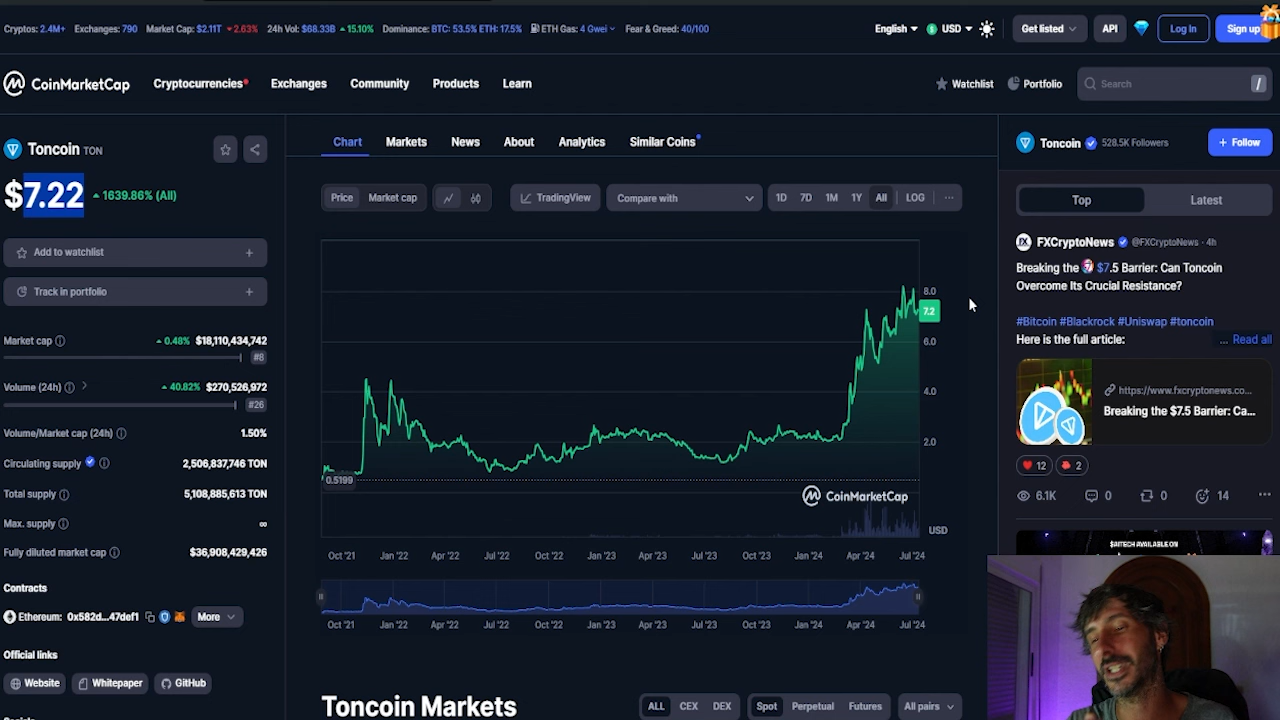 Cryptos: 2.4M+ Exchanges: 790 Market Cap: $2.11T 2.63% 24h Vol: $68.33B 15.10% Dominance: BTC: 53.5% ETH: 17.5% ETH Gas: 4 Gwei Fear & Greed: 40/100
English USD Get listed API Log In Sign up
CoinMarketCap Cryptocurrencies Exchanges Community Products Learn Watchlist Portfolio Search /
Toncoin TON
$7.22 1639.86% (All)
Add to watchlist +
Track in portfolio +
Market cap 0.48% $18,110,434,742
#8
Volume (24h) 40.82% $270,526,972
#26
Volume/Market cap (24h) 1.50%
Circulating supply 2,506,837,746 TON
Total supply 5,108,885,613 TON
Max. supply ∞
Fully diluted market cap $36,908,429,426
Contracts
Ethereum: 0x582d...47def1 More
Official links
Website Whitepaper GitHub
Chart Markets News About Analytics Similar Coins
Price Market cap TradingView Compare with 1D 7D 1M 1Y All LOG ...
8.0
7.2
6.0
4.0
2.0
0.5199
CoinMarketCap
USD
Oct '21 Jan '22 Apr '22 Jul '22 Oct '22 Jan '23 Apr '23 Jul '23 Oct '23 Jan '24 Apr '24 Jul '24
Oct '21 Jan '22 Apr '22 Jul '22 Oct '22 Jan '23 Apr '23 Jul '23 Oct '23 Jan '24 Apr '24 Jul '24
Toncoin Markets ALL CEX DEX Spot Perpetual Futures All pairs
Toncoin 528.5K Followers + Follow
Top Latest
FXCryptoNews @FXCryptoNews · 4h
Breaking the $7.5 Barrier: Can Toncoin
Overcome Its Crucial Resistance?
#Bitcoin #Blackrock #Uniswap #toncoin
Here is the full article: ... Read all
https://www.fxcryptonews.co...
Breaking the $7.5 Barrier: Ca...
12 2
6.1K 0 0 14 ...
$AITECH AVAILABLE ON